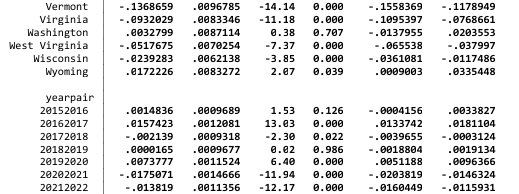 Vermont -.1368659 .0096785 -14.14 0.000 -.1558369 -.1178949
Virginia -.0932029 .0083346 -11.18 0.000 -.1095397 -.0768661
Washington .0032799 .0087114 0.38 0.707 -.0137955 .0203553
West Virginia -.0517675 .0070254 -7.37 0.000 -.065538 -.037997
Wisconsin -.0239283 .0062138 -3.85 0.000 -.0361081 -.0117486
Wyoming .0172226 .0083272 2.07 0.039 .0009003 .0335448
yearpair
20152016 .0014836 .0009689 1.53 0.126 -.0004156 .0033827
20162017 .0157423 .0012081 13.03 0.000 .0133742 .0181104
20172018 -.002139 .0009318 -2.30 0.022 -.0039655 -.0003124
20182019 .0000165 .0009677 0.02 0.986 -.0018804 .0019134
20192020 .0073777 .0011524 6.40 0.000 .0051188 .0096366
20202021 -.0175071 .0014666 -11.94 0.000 -.0203819 -.0146324
20212022 -.013819 .0011356 -12.17 0.000 -.0160449 -.0115931